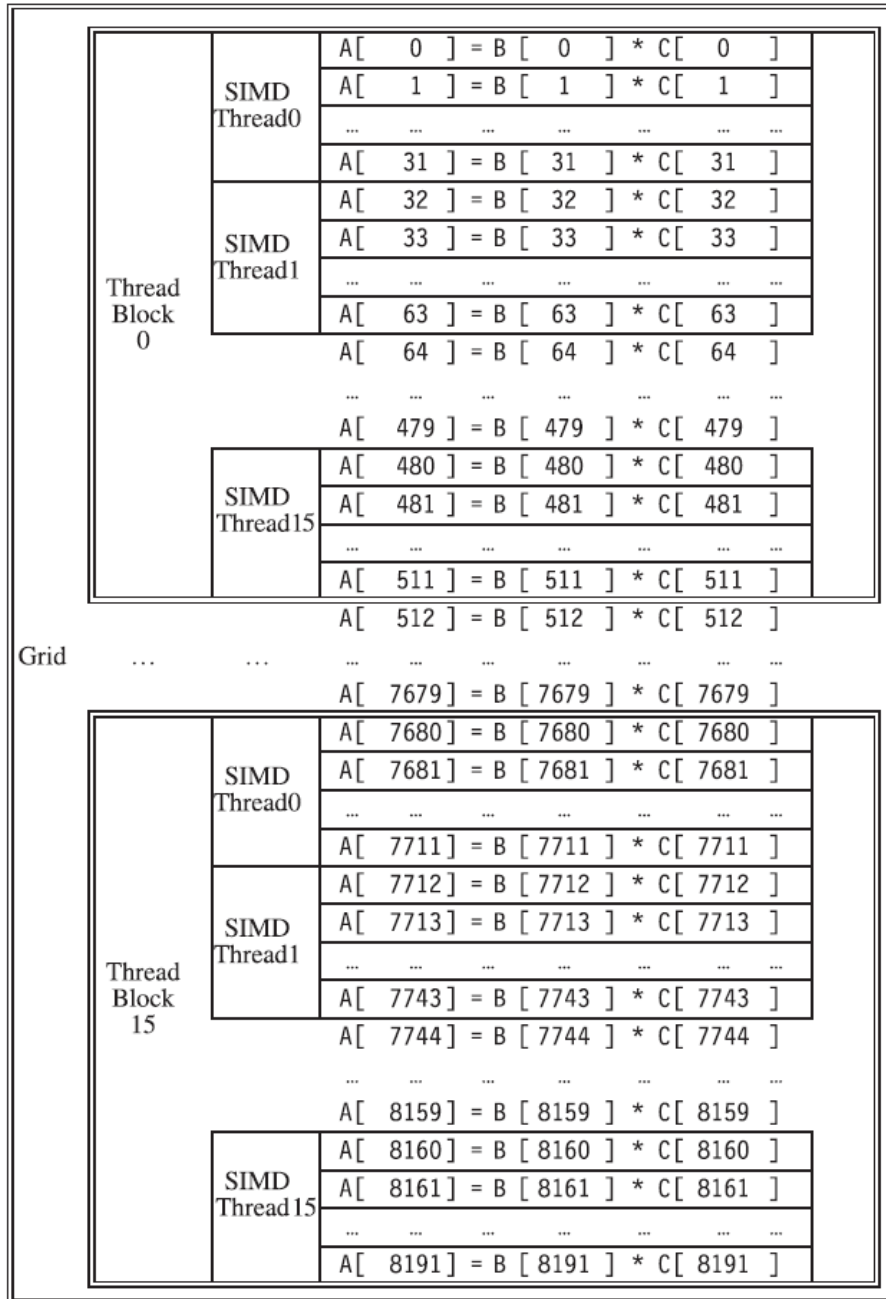 A[ 0 ] = B [ 0 ] * C[ 0 ]
SIMD Thread0
A[ 1 ] = B [ 1 ] * C[ 1 ]
... ... ... ... ... ... ...
A[ 31 ] = B [ 31 ] * C[ 31 ]
A[ 32 ] = B [ 32 ] * C[ 32 ]
SIMD Thread1
A[ 33 ] = B [ 33 ] * C[ 33 ]
... ... ... ... ... ... ...
Thread Block 0
A[ 63 ] = B [ 63 ] * C[ 63 ]
A[ 64 ] = B [ 64 ] * C[ 64 ]
... ... ... ... ... ... ...
A[ 479 ] = B [ 479 ] * C[ 479 ]
A[ 480 ] = B [ 480 ] * C[ 480 ]
SIMD Thread15
A[ 481 ] = B [ 481 ] * C[ 481 ]
... ... ... ... ... ... ...
A[ 511 ] = B [ 511 ] * C[ 511 ]
A[ 512 ] = B [ 512 ] * C[ 512 ]
Grid ... ... ... ... ... ... ... ... ...
A[ 7679] = B [ 7679 ] * C[ 7679 ]
A[ 7680] = B [ 7680 ] * C[ 7680 ]
SIMD Thread0
A[ 7681] = B [ 7681 ] * C[ 7681 ]
... ... ... ... ... ... ...
A[ 7711] = B [ 7711 ] * C[ 7711 ]
A[ 7712] = B [ 7712 ] * C[ 7712 ]
SIMD Thread1
A[ 7713] = B [ 7713 ] * C[ 7713 ]
... ... ... ... ... ... ...
Thread Block 15
A[ 7743] = B [ 7743 ] * C[ 7743 ]
A[ 7744] = B [ 7744 ] * C[ 7744 ]
... ... ... ... ... ... ...
A[ 8159] = B [ 8159 ] * C[ 8159 ]
A[ 8160] = B [ 8160 ] * C[ 8160 ]
SIMD Thread15
A[ 8161] = B [ 8161 ] * C[ 8161 ]
... ... ... ... ... ... ...
A[ 8191] = B [ 8191 ] * C[ 8191 ]